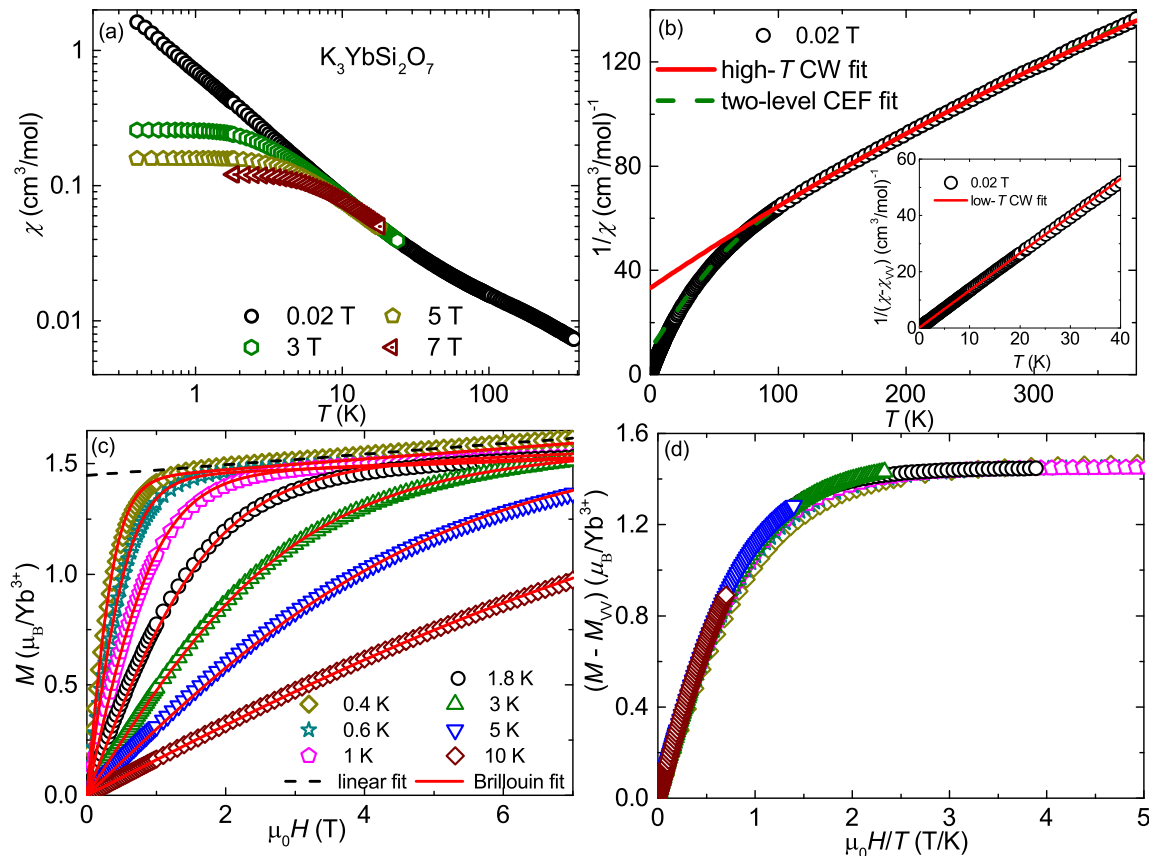 (a)
K₃YbSi₂O₇
1
0.1
0.01
χ (cm³/mol)
0.02 T
3 T
5 T
7 T
1
10
100
T (K)
(b)
0.02 T
high-T CW fit
two-level CEF fit
120
80
40
0
1/χ (cm³/mol)⁻¹
0
100
200
300
T (K)
60
40
20
0
1/(χ-χ_VV) (cm³/mol)⁻¹
0.02 T
low-T CW fit
0
10
20
30
40
T (K)
(c)
1.5
1.0
0.5
0.0
M (μ_B/Yb³⁺)
0.4 K
0.6 K
1 K
1.8 K
3 K
5 K
10 K
linear fit
Brillouin fit
0
2
4
6
μ₀H (T)
(d)
1.6
1.2
0.8
0.4
0.0
(M - M_VV) (μ_B/Yb³⁺)
0
1
2
3
4
5
μ₀H/T (T/K)